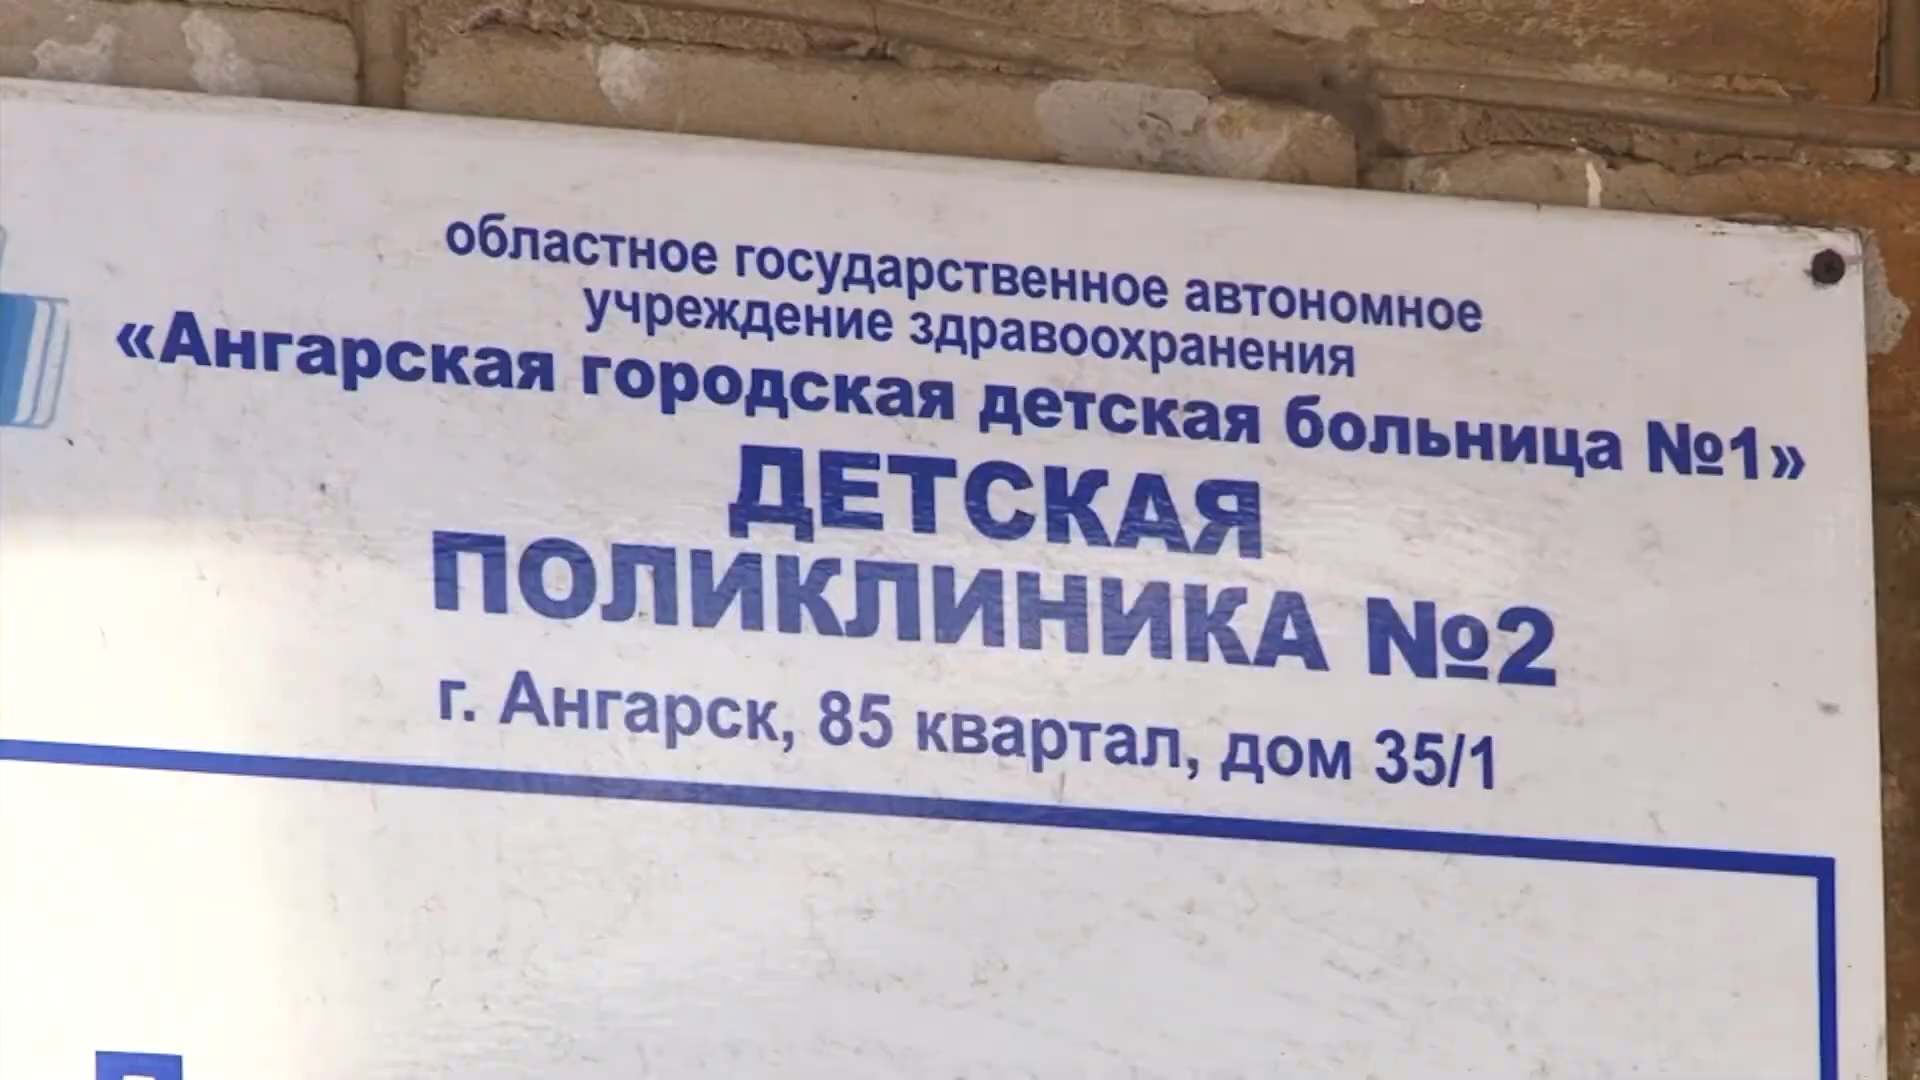 областное государственное автономное
учреждение здравоохранения
«Ангарская городская детская больница №1»
ДЕТСКАЯ
ПОЛИКЛИНИКА №2
г. Ангарск, 85 квартал, дом 35/1